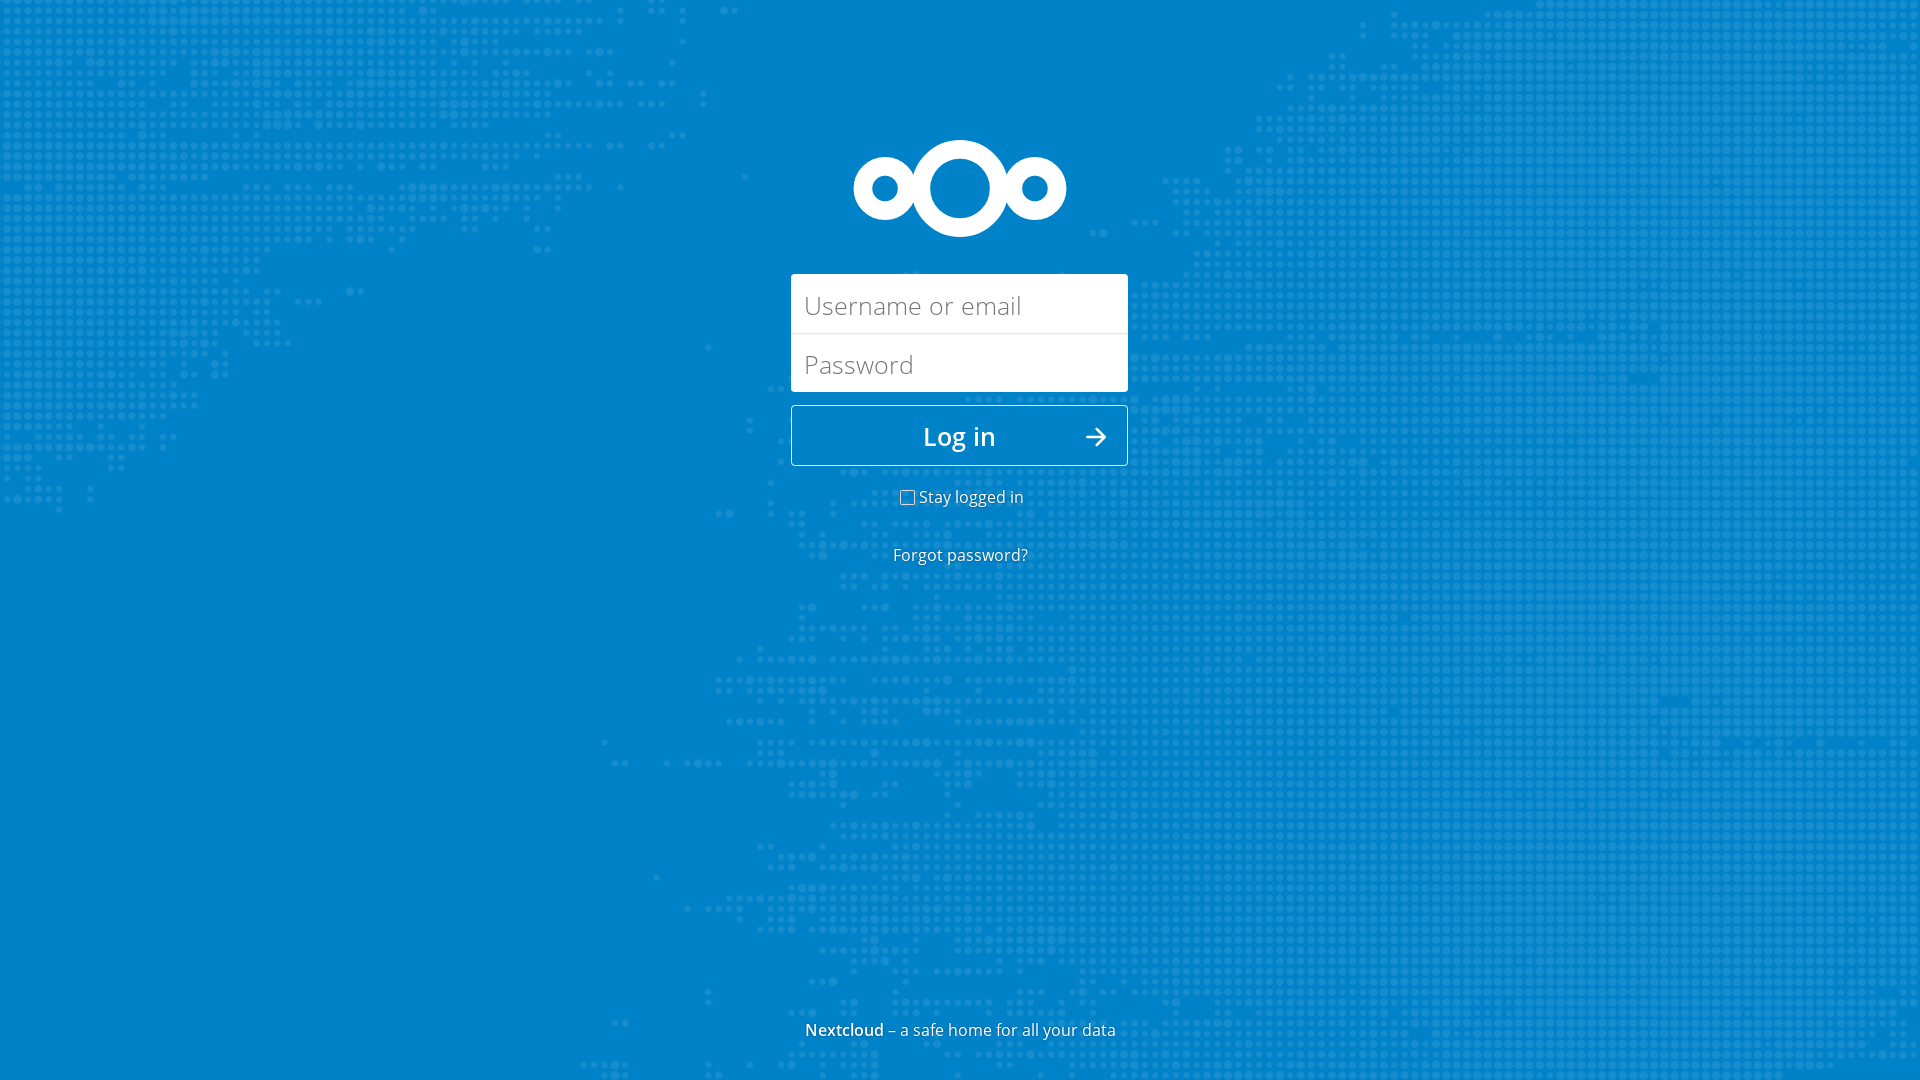 Username or email
Password
Log in
Stay logged in
Forgot password?
Nextcloud – a safe home for all your data